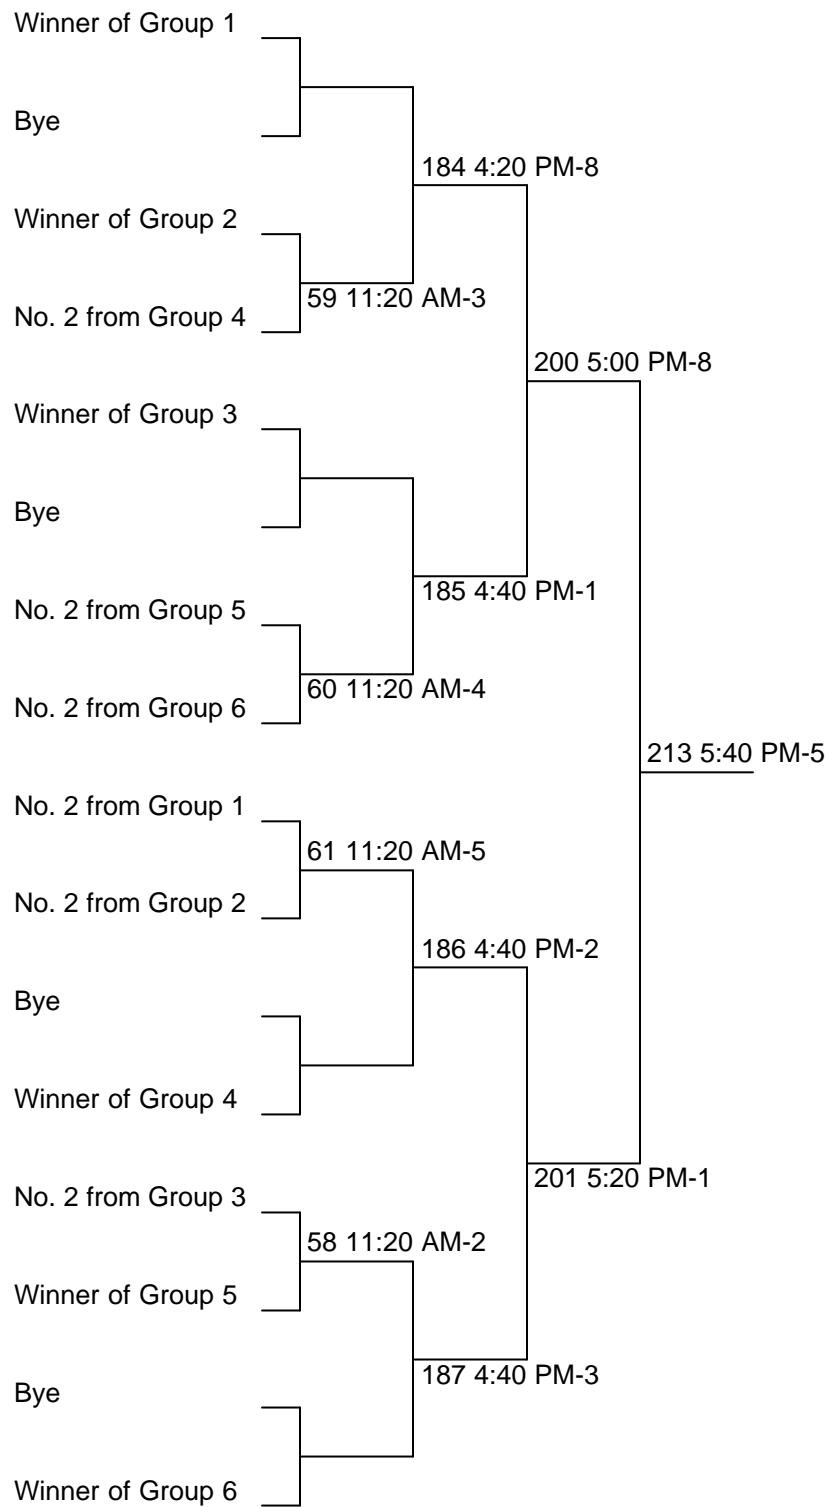 Winner of Group 1
Bye
184 4:20 PM-8
Winner of Group 2
59 11:20 AM-3
No. 2 from Group 4
200 5:00 PM-8
Winner of Group 3
Bye
185 4:40 PM-1
No. 2 from Group 5
60 11:20 AM-4
No. 2 from Group 6
213 5:40 PM-5
No. 2 from Group 1
61 11:20 AM-5
No. 2 from Group 2
186 4:40 PM-2
Bye
Winner of Group 4
201 5:20 PM-1
No. 2 from Group 3
58 11:20 AM-2
Winner of Group 5
187 4:40 PM-3
Bye
Winner of Group 6